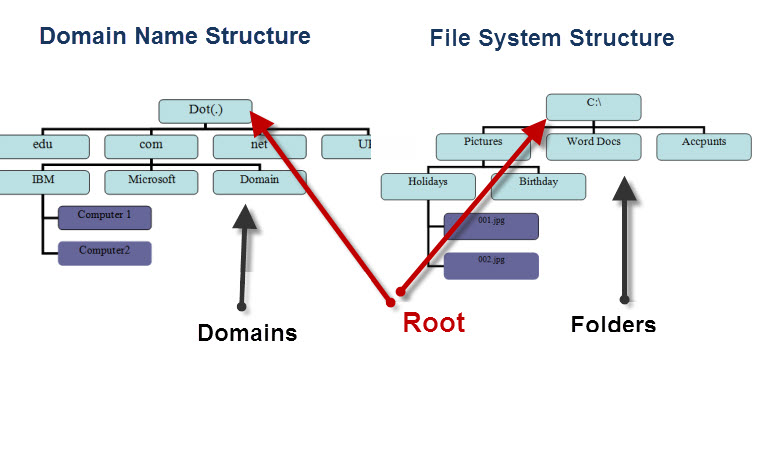 Domain Name Structure
File System Structure
Dot(.)
edu
com
net
IBM
Microsoft
Domain
Computer 1
Computer2
C:\
Pictures
Word Docs
Accpunts
Holidays
Birthday
001.jpg
002.jpg
Domains
Root
Folders